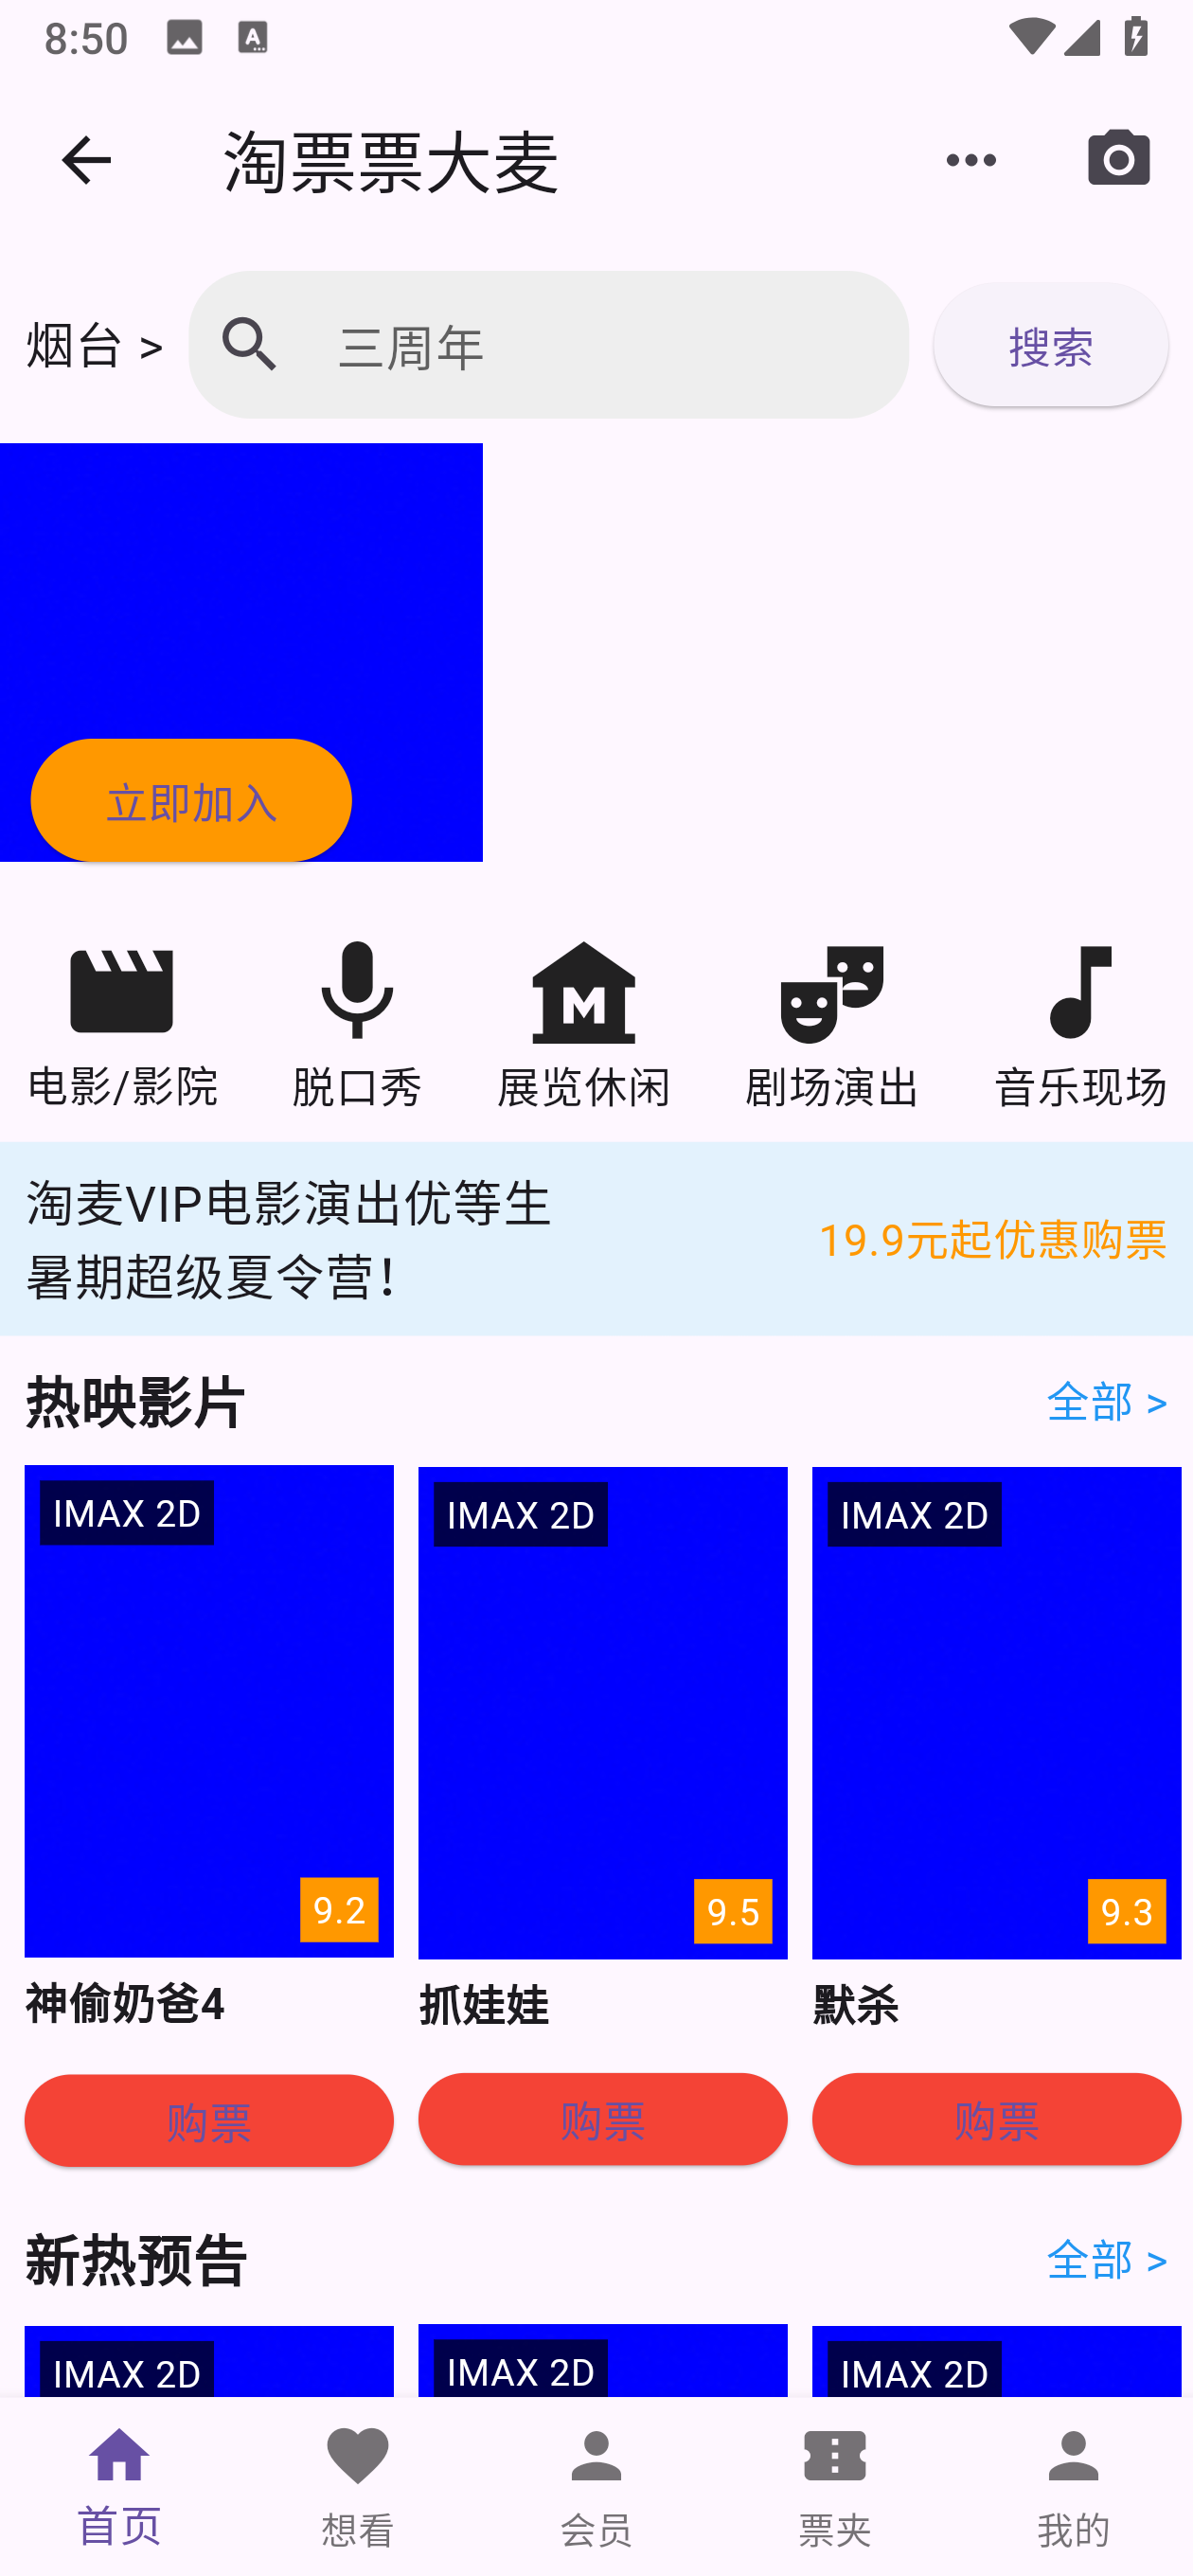 8:50
淘票票大麦
烟台 >
三周年
搜索
立即加入
电影/影院
脱口秀
展览休闲
剧场演出
音乐现场
淘麦VIP电影演出优等生
暑期超级夏令营！
19.9元起优惠购票
热映影片
全部 >
IMAX 2D
IMAX 2D
IMAX 2D
9.2
9.5
9.3
神偷奶爸4
抓娃娃
默杀
购票
购票
购票
新热预告
全部 >
IMAX 2D
IMAX 2D
IMAX 2D
首页
想看
会员
票夹
我的